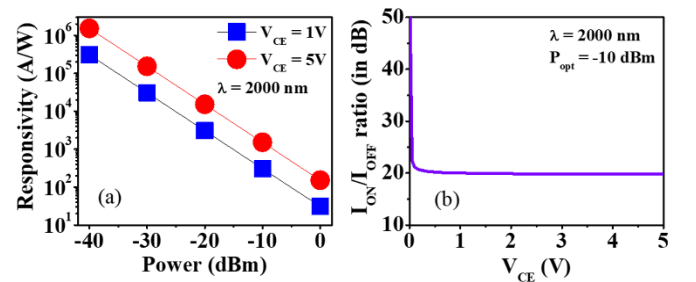 Responsivity (A/W)
10^6
10^5
10^4
10^3
10^2
10^1
V_CE = 1V
V_CE = 5V
λ = 2000 nm
(a)
-40 -30 -20 -10 0
Power (dBm)
I_ON/I_OFF ratio (in dB)
50
40
30
20
10
λ = 2000 nm
P_opt = -10 dBm
(b)
0 1 2 3 4 5
V_CE (V)